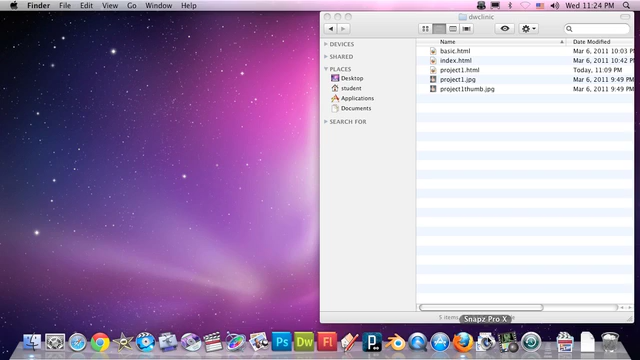 Finder File Edit View Go Window Help
Wed 11:24 PM
dwclinic
Name Date Modified
DEVICES
SHARED
PLACES
Desktop
student
Applications
Documents
SEARCH FOR
basic.html Mar 6, 2011 10:03 P
index.html Mar 6, 2011 10:42 P
project1.html Today, 11:09 PM
project1.jpg Mar 6, 2011 9:49 PM
project1thumb.jpg Mar 6, 2011 9:49 PM
5 items
Snapz Pro X
Ps Dw Fl